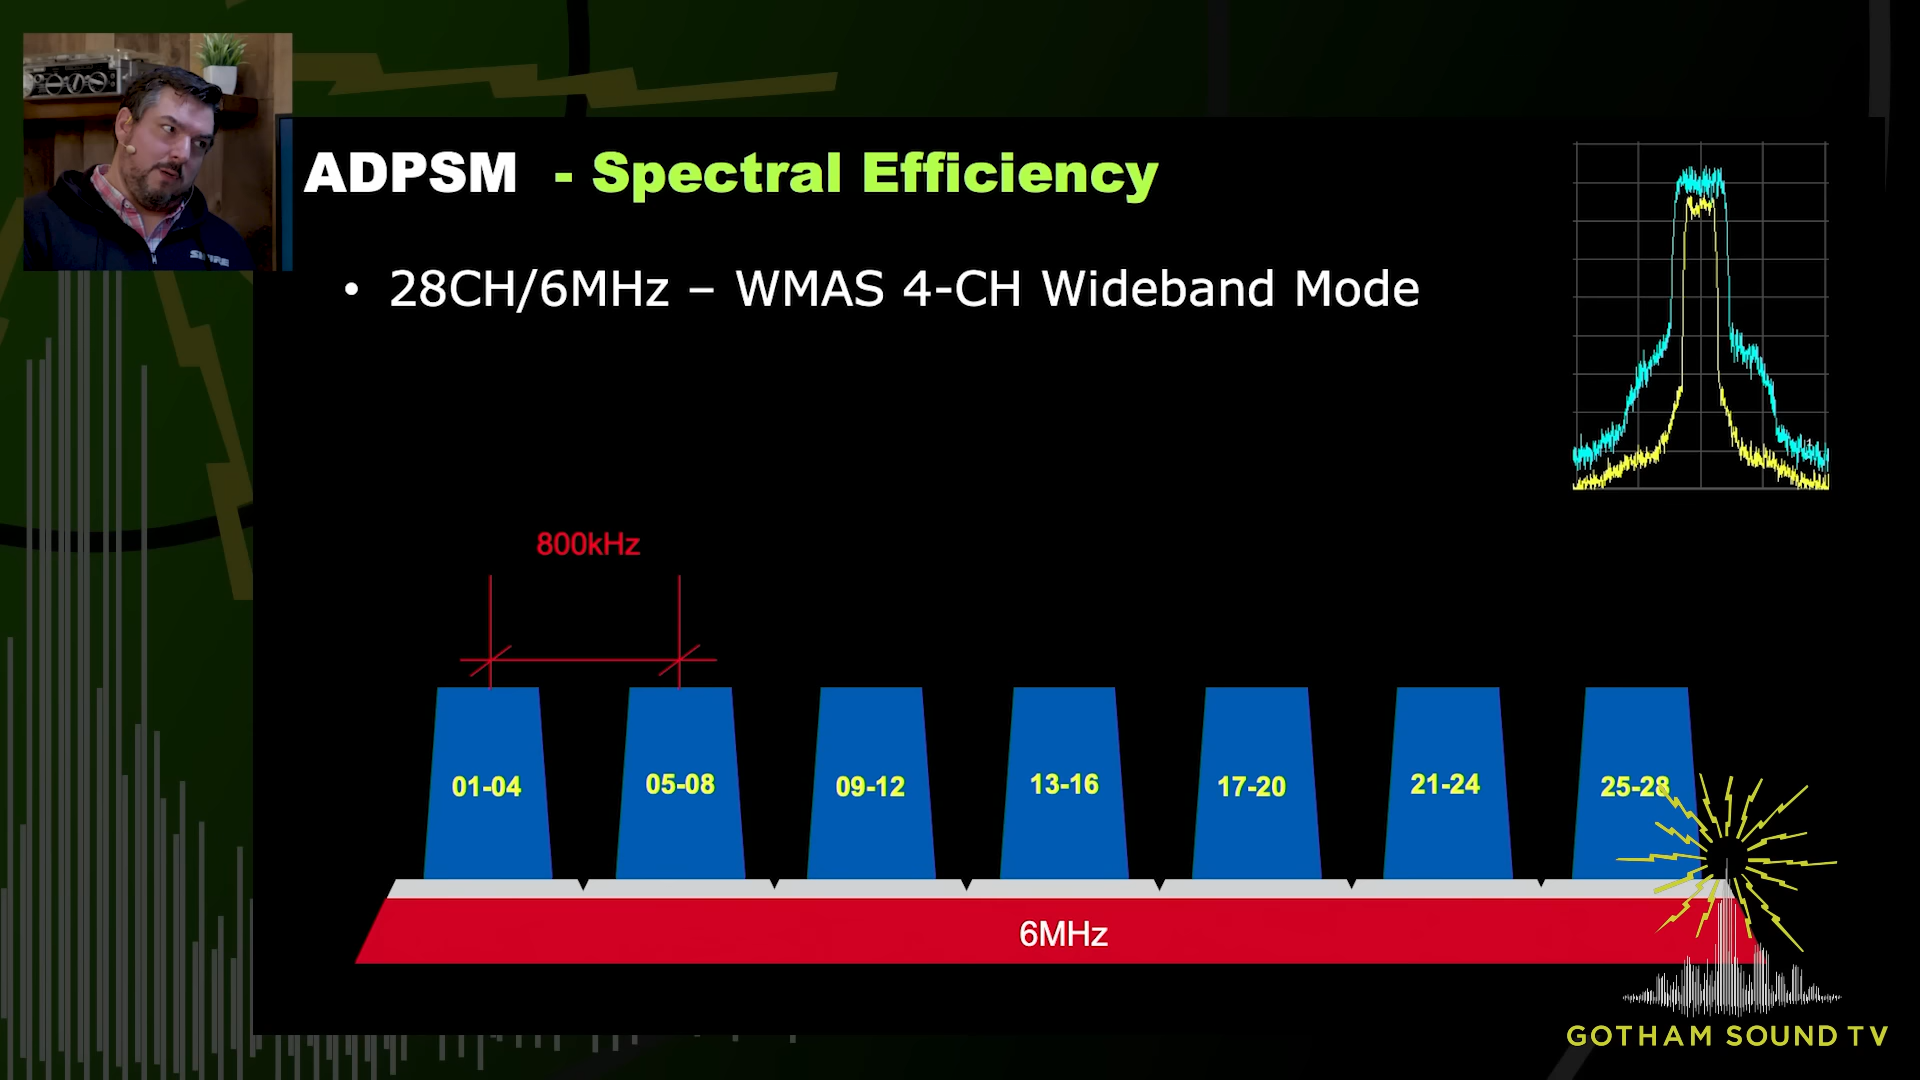 SHURE
ADPSM - Spectral Efficiency
• 28CH/6MHz – WMAS 4-CH Wideband Mode
800kHz
01-04 05-08 09-12 13-16 17-20 21-24 25-28
6MHz
GOTHAM SOUND TV